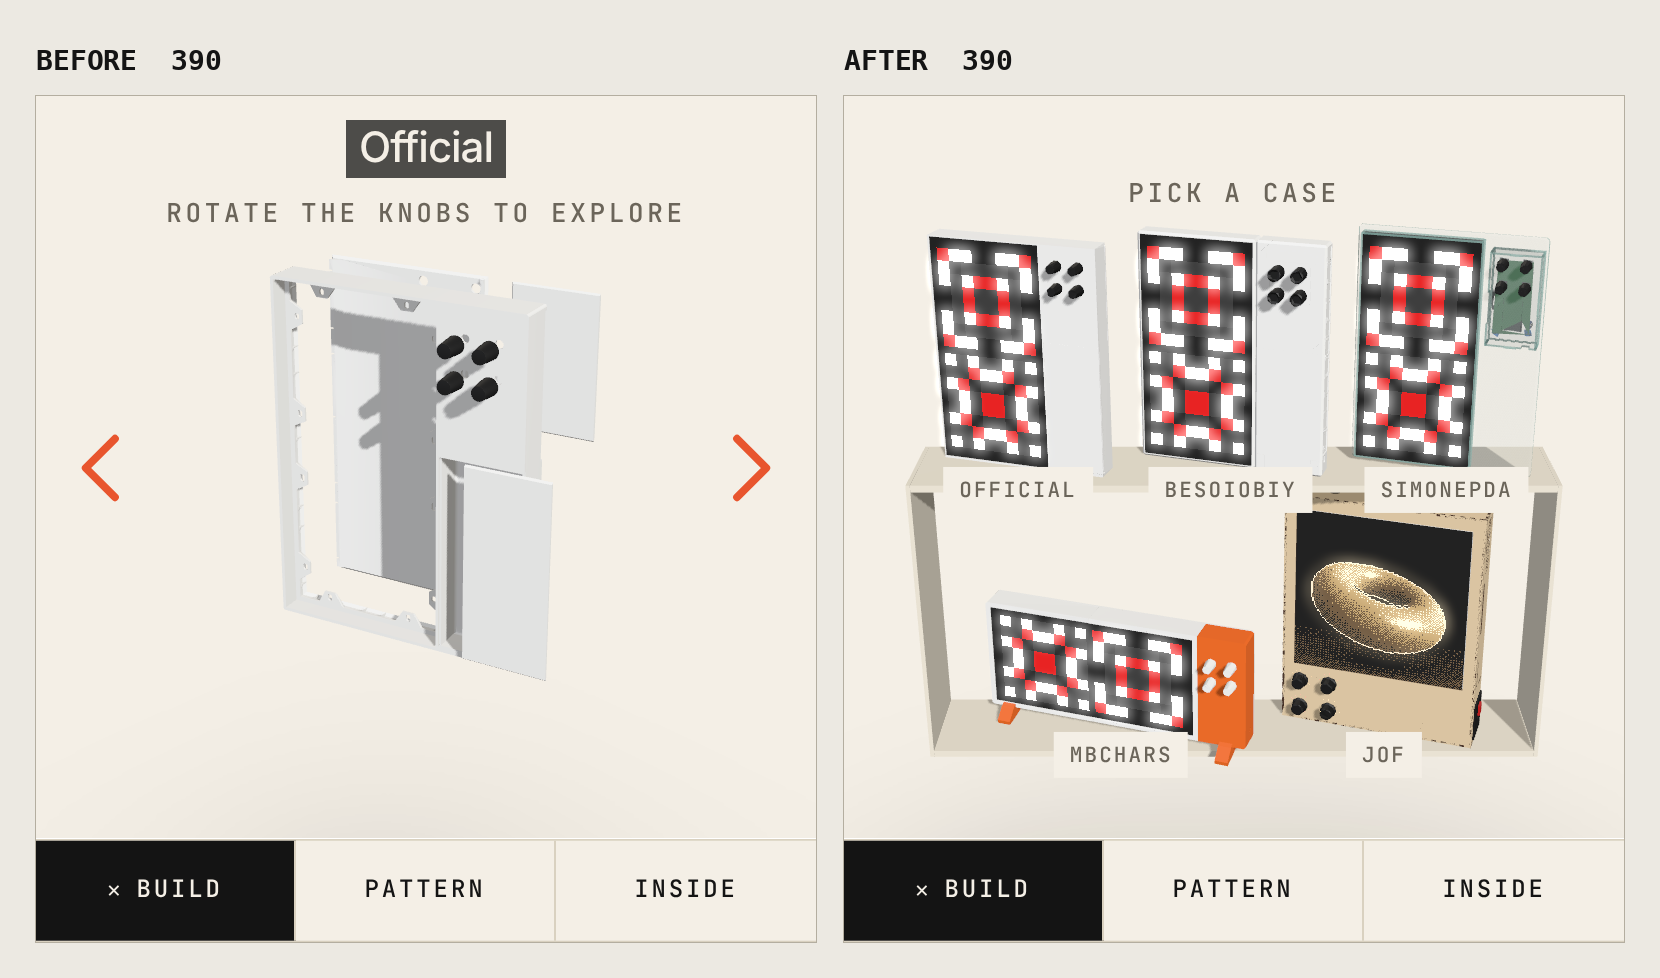 BEFORE 390
Official
ROTATE THE KNOBS TO EXPLORE
× BUILD
PATTERN
INSIDE
AFTER 390
PICK A CASE
OFFICIAL
BESOIOBIY
SIMONEPDA
MBCHARS
JOF
× BUILD
PATTERN
INSIDE